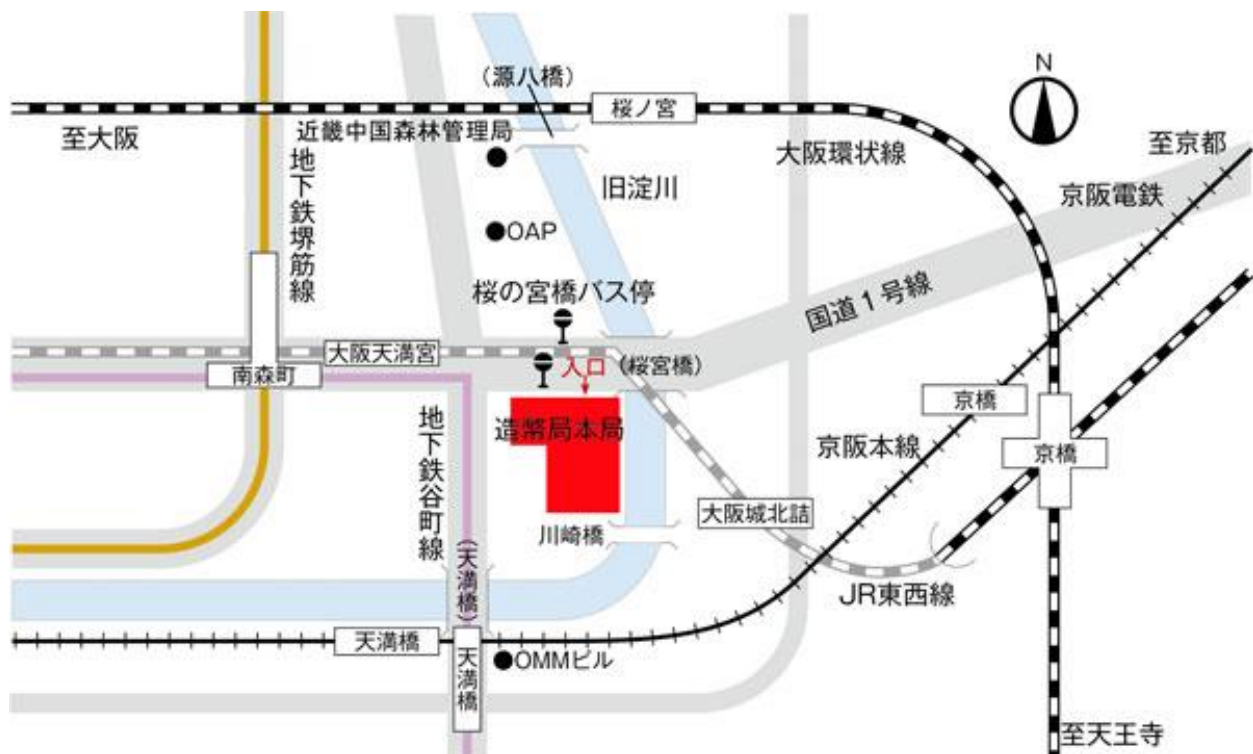 N
(源八橋)
桜ノ宮
至大阪
近畿中国森林管理局
大阪環状線
至京都
地下鉄堺筋線
旧淀川
京阪電鉄
OAP
桜の宮橋バス停
国道1号線
大阪天満宮
入口
(桜宮橋)
南森町
京橋
造幣局本局
地下鉄谷町線
京阪本線
京橋
大阪城北詰
川崎橋
(天満橋)
JR東西線
天満橋
天満橋
OMMビル
至天王寺